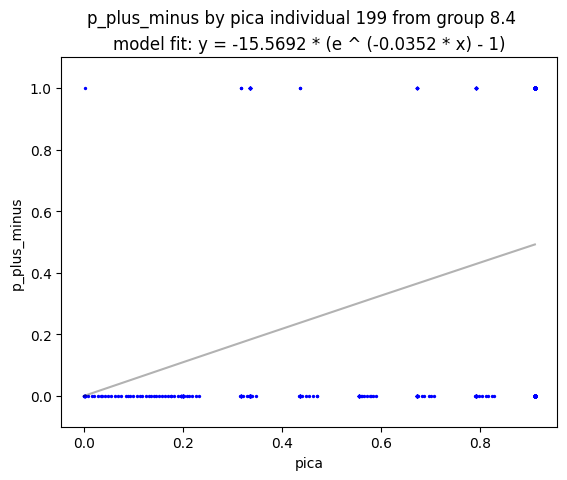 p_plus_minus by pica individual 199 from group 8.4
model fit: y = -15.5692 * (e ^ (-0.0352 * x) - 1)
1.0
0.8
0.6
0.4
0.2
0.0
p_plus_minus
0.0 0.2 0.4 0.6 0.8
pica